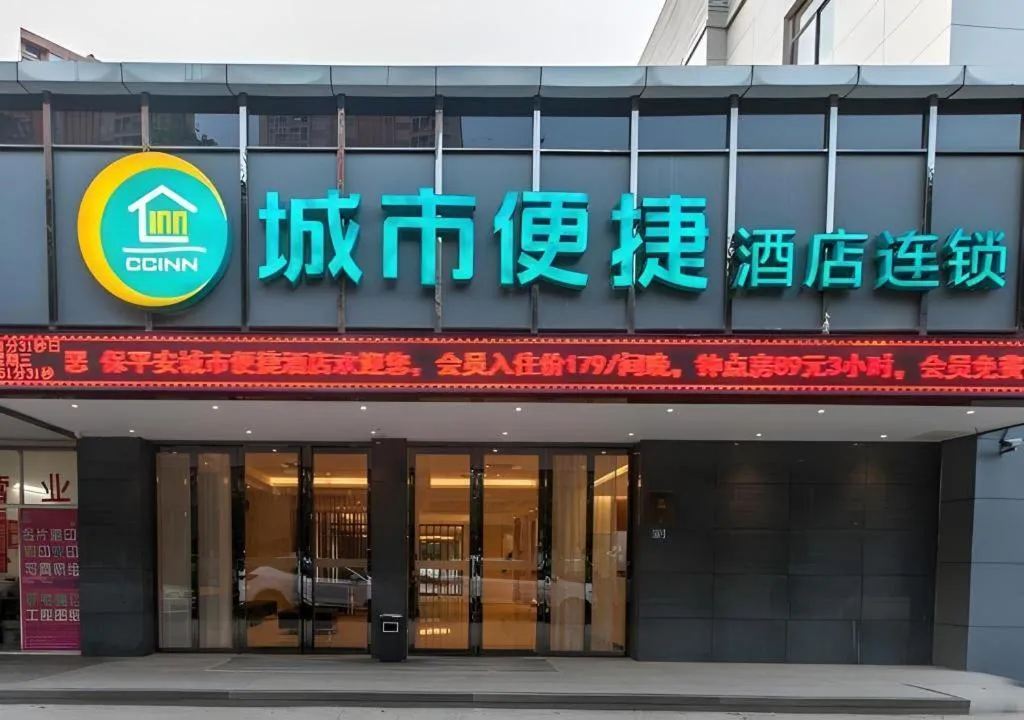 城市便捷 酒店连锁
INN
CCINN
保平安城市便捷酒店欢迎您，会员入住价179/间晚，钟点房89元3小时，会员免费
业